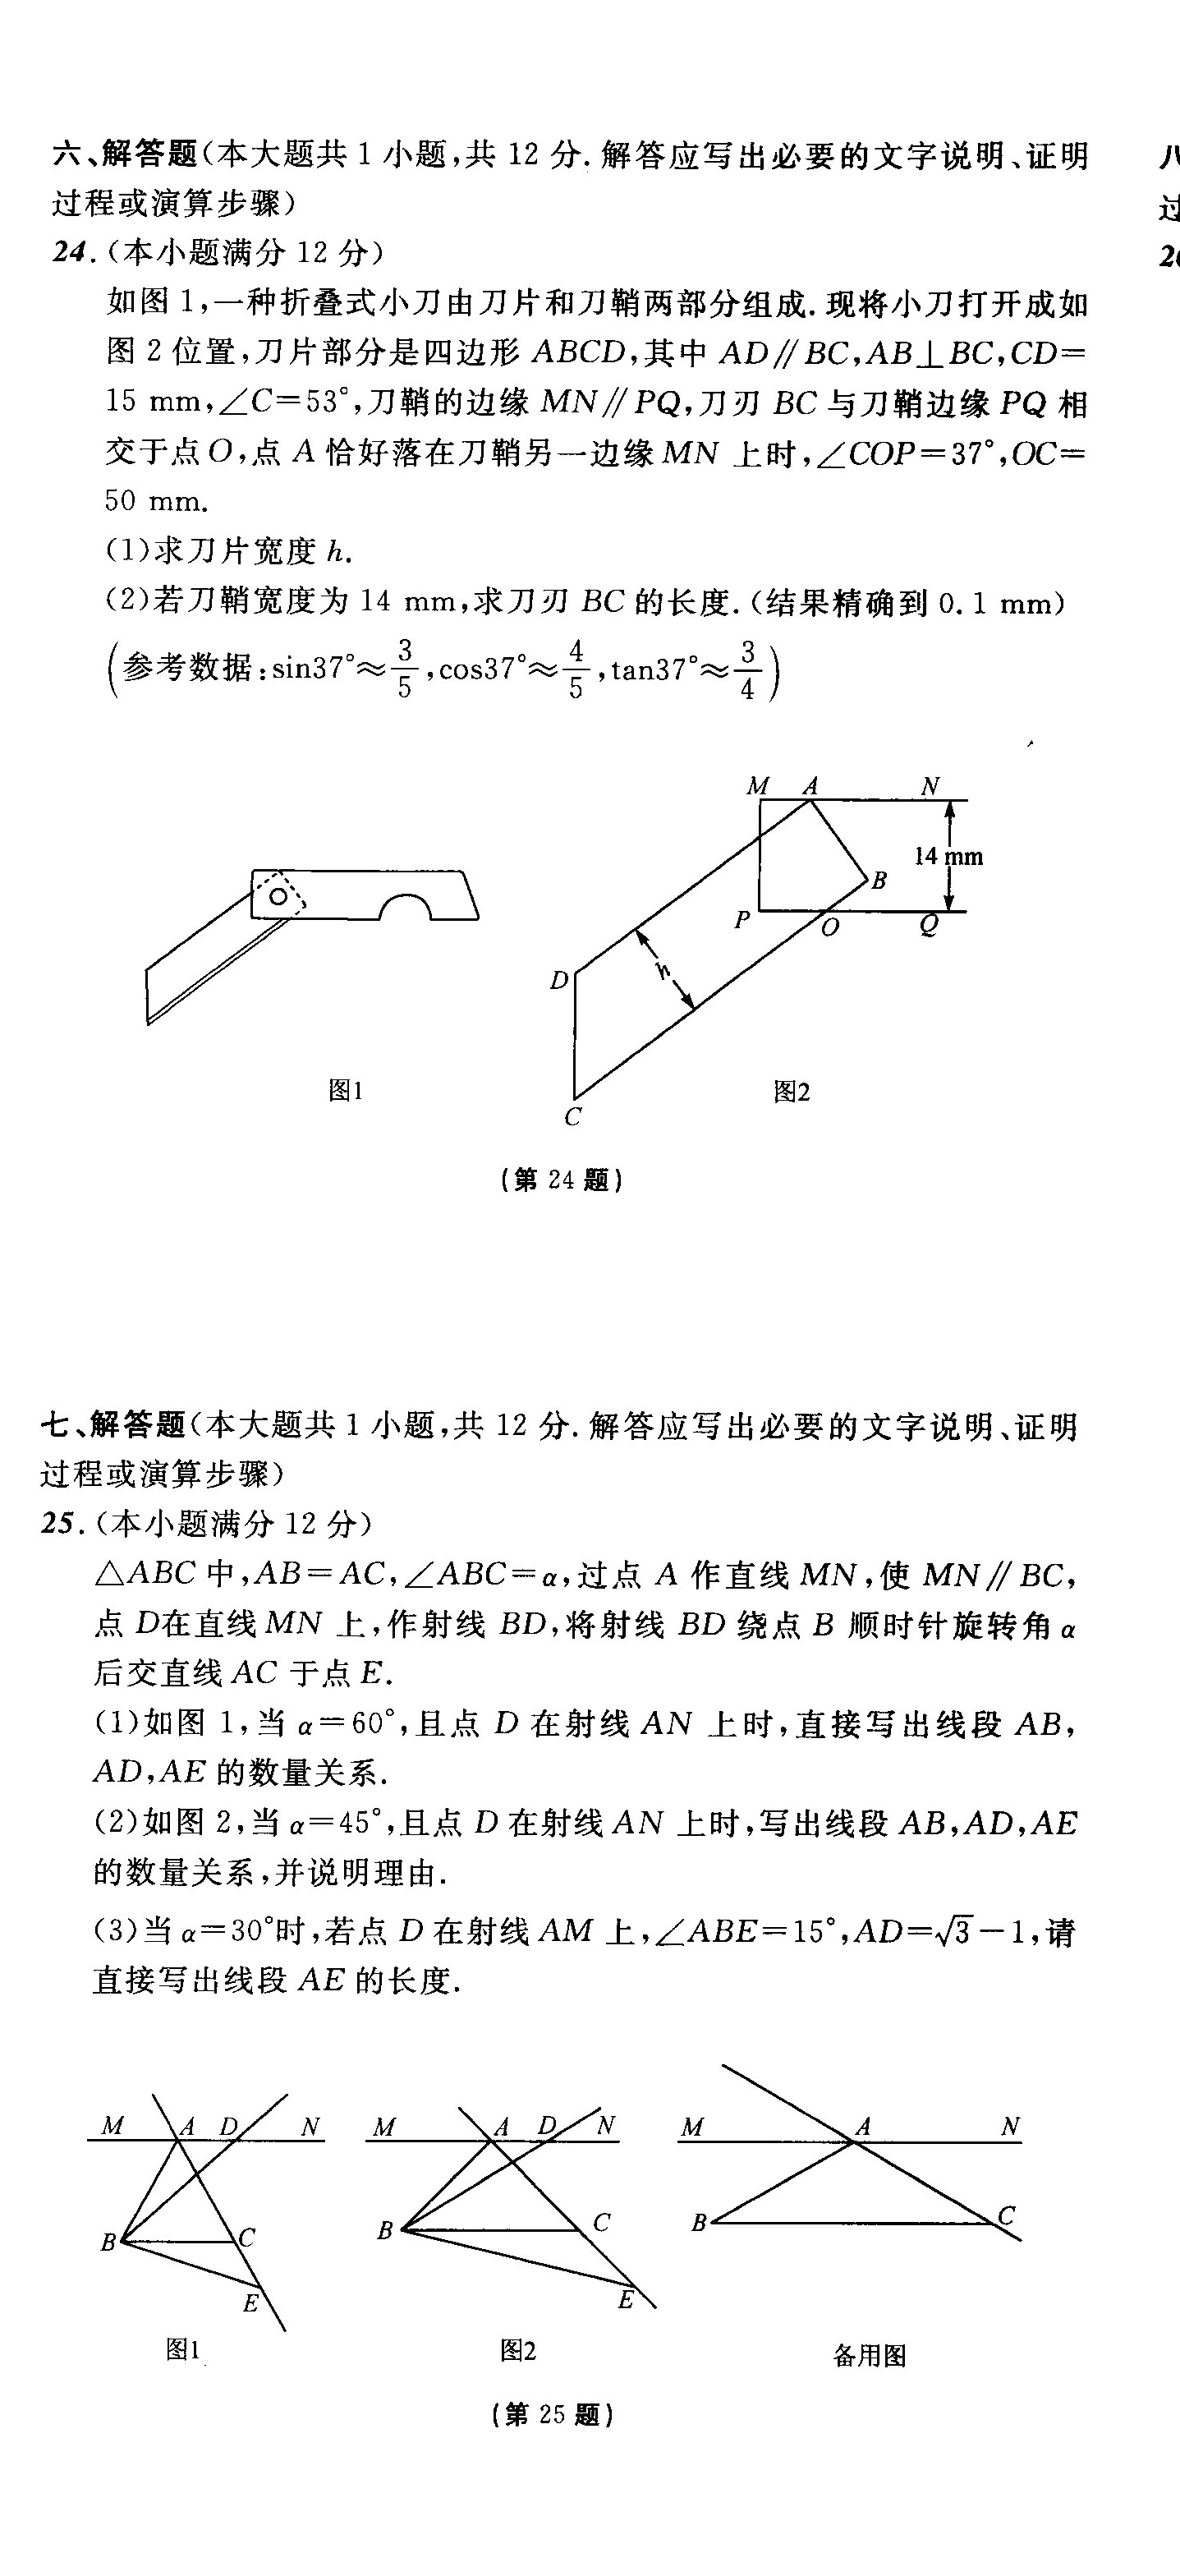 六、解答题(本大题共1小题,共12分.解答应写出必要的文字说明、证明
过程或演算步骤)
24.(本小题满分12分)
如图1,一种折叠式小刀由刀片和刀鞘两部分组成.现将小刀打开成如
图2位置,刀片部分是四边形ABCD,其中AD∥BC,AB⊥BC,CD=
15 mm,∠C=53°,刀鞘的边缘MN∥PQ,刀刃BC与刀鞘边缘PQ相
交于点O,点A恰好落在刀鞘另一边缘MN上时,∠COP=37°,OC=
50 mm.
(1)求刀片宽度h.
(2)若刀鞘宽度为14 mm,求刀刃BC的长度.(结果精确到0.1 mm)
(参考数据:sin37°≈3/5,cos37°≈4/5,tan37°≈3/4)
M A N
14 mm
B
P O Q
D
h
C
图1 图2
(第24题)
七、解答题(本大题共1小题,共12分.解答应写出必要的文字说明、证明
过程或演算步骤)
25.(本小题满分12分)
△ABC中,AB=AC,∠ABC=α,过点A作直线MN,使MN∥BC,
点D在直线MN上,作射线BD,将射线BD绕点B顺时针旋转角α
后交直线AC于点E.
(1)如图1,当α=60°,且点D在射线AN上时,直接写出线段AB,
AD,AE的数量关系.
(2)如图2,当α=45°,且点D在射线AN上时,写出线段AB,AD,AE
的数量关系,并说明理由.
(3)当α=30°时,若点D在射线AM上,∠ABE=15°,AD=√3-1,请
直接写出线段AE的长度.
M A D N M A D N M A N
B C B C B C
E E
图1 图2 备用图
(第25题)
八
过